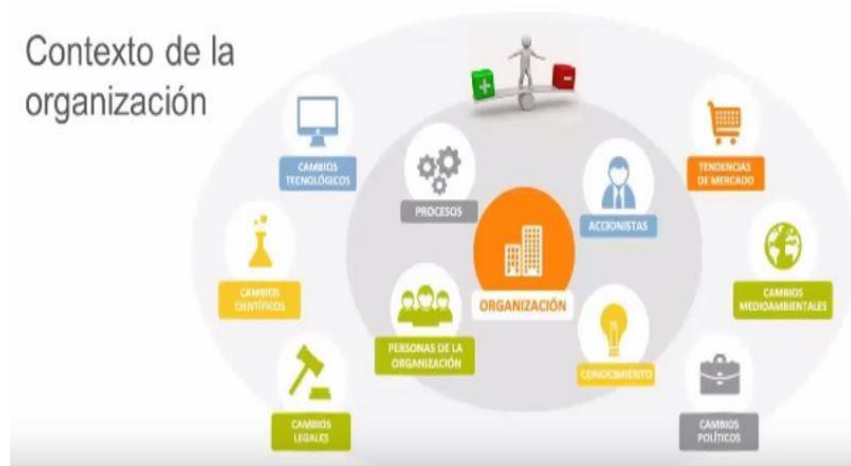 Contexto de la
organización
CAMBIOS
TECNOLÓGICOS
PROCESOS
ACCIONISTAS
TENDENCIAS
DE MERCADO
CAMBIOS
CIENTÍFICOS
ORGANIZACIÓN
CAMBIOS
MEDIOAMBIENTALES
PERSONAS DE LA
ORGANIZACIÓN
CONOCIMIENTO
CAMBIOS
LEGALES
CAMBIOS
POLÍTICOS